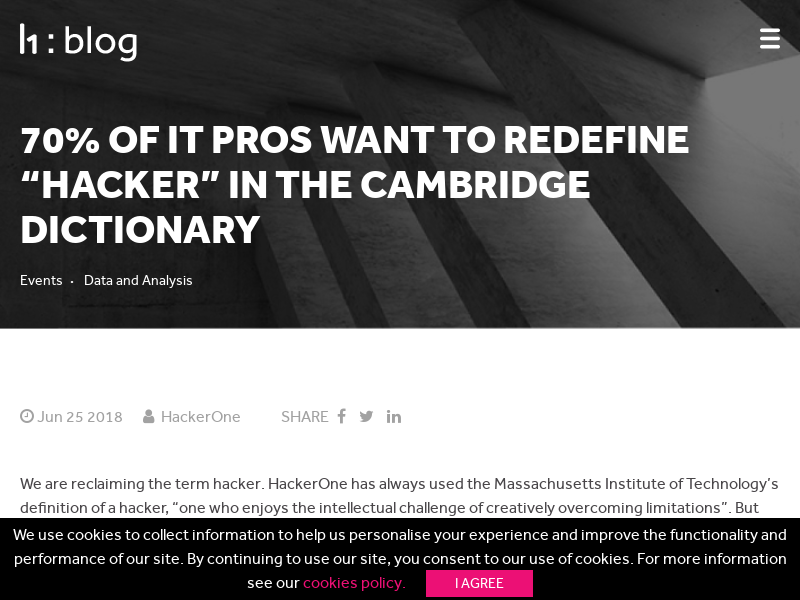 h1 : blog
70% OF IT PROS WANT TO REDEFINE
“HACKER” IN THE CAMBRIDGE
DICTIONARY
Events · Data and Analysis
Jun 25 2018 HackerOne SHARE
We are reclaiming the term hacker. HackerOne has always used the Massachusetts Institute of Technology’s
definition of a hacker, “one who enjoys the intellectual challenge of creatively overcoming limitations”. But
We use cookies to collect information to help us personalise your experience and improve the functionality and
performance of our site. By continuing to use our site, you consent to our use of cookies. For more information
see our cookies policy. I AGREE